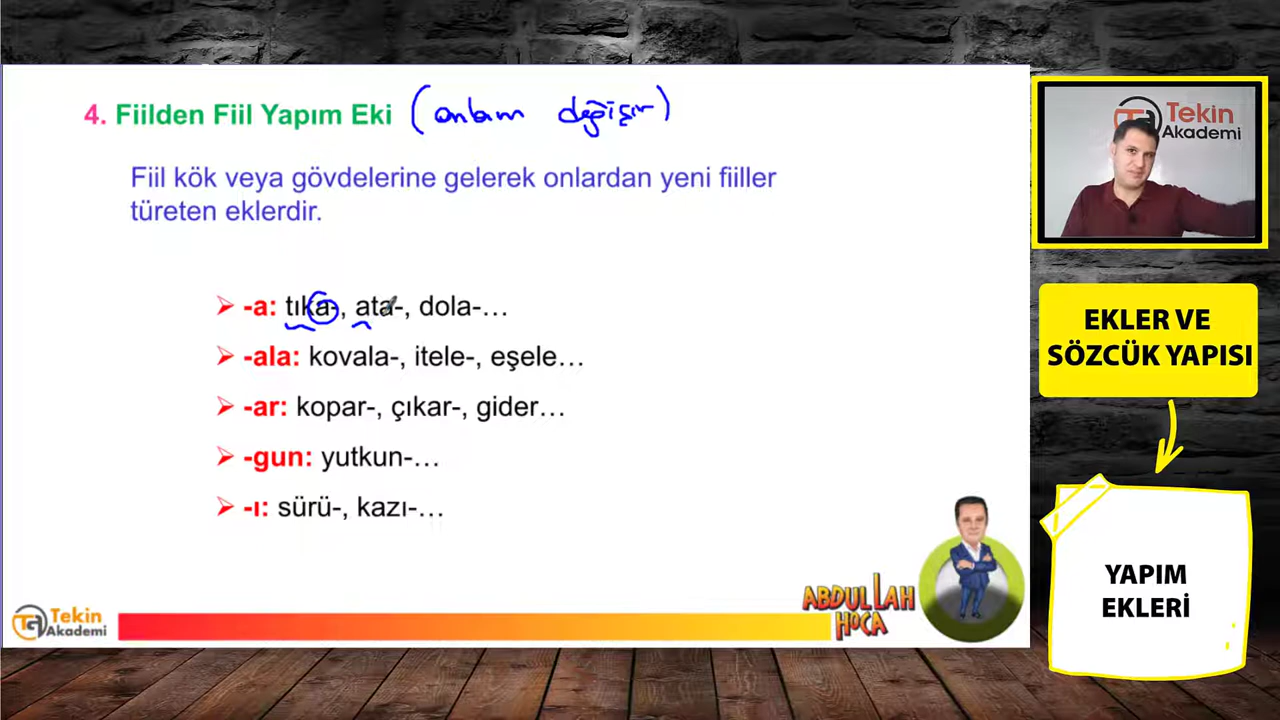 4. Fiilden Fiil Yapım Eki (anlam değişir)
Fiil kök veya gövdelerine gelerek onlardan yeni fiiller
türeten eklerdir.
-a: tıka-, ata-, dola-…
-ala: kovala-, itele-, eşele…
-ar: kopar-, çıkar-, gider…
-gun: yutkun-…
-ı: sürü-, kazı-…
Tekin
Akademi
ABDULLAH
HOCA
Tekin
Akademi
EKLER VE
SÖZCÜK YAPISI
YAPIM
EKLERİ